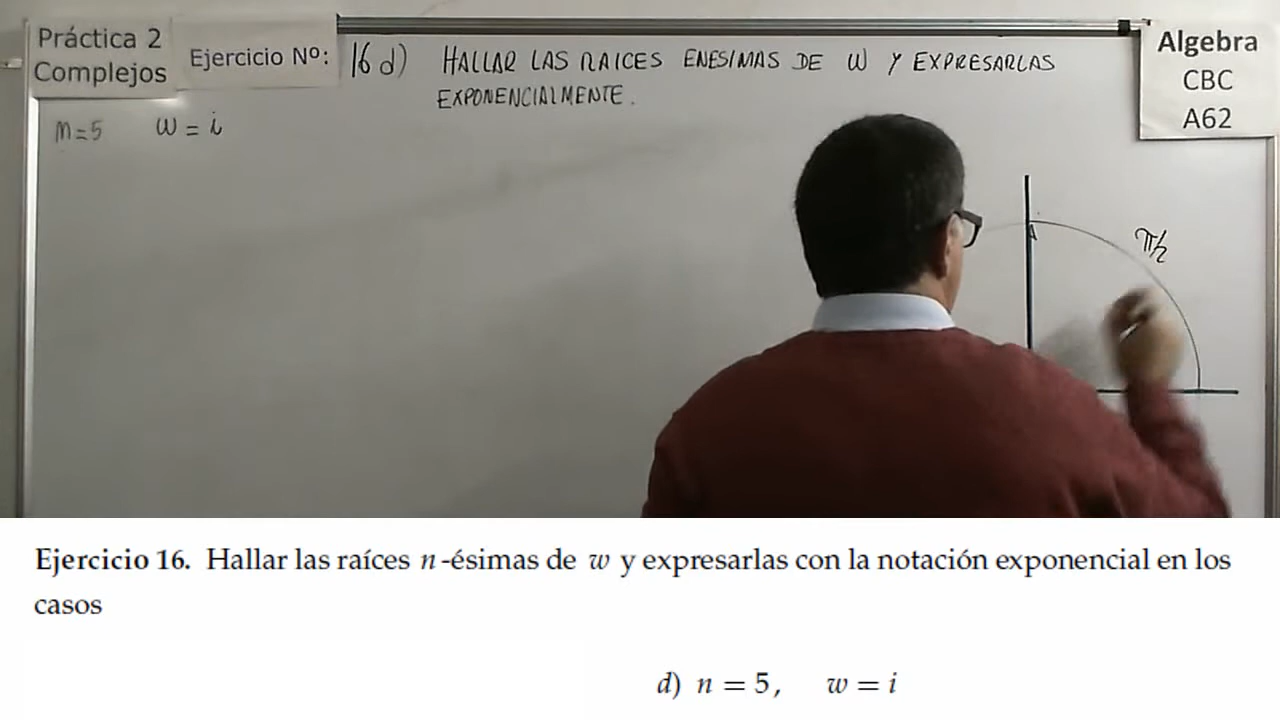 Práctica 2
Complejos
Ejercicio Nº:
16 d) HALLAR LAS RAICES ENESIMAS DE W Y EXPRESARLAS
EXPONENCIALMENTE.
Algebra
CBC
A62
n=5 w = i
π/2
Ejercicio 16. Hallar las raíces n-ésimas de w y expresarlas con la notación exponencial en los
casos
d) n = 5, w = i